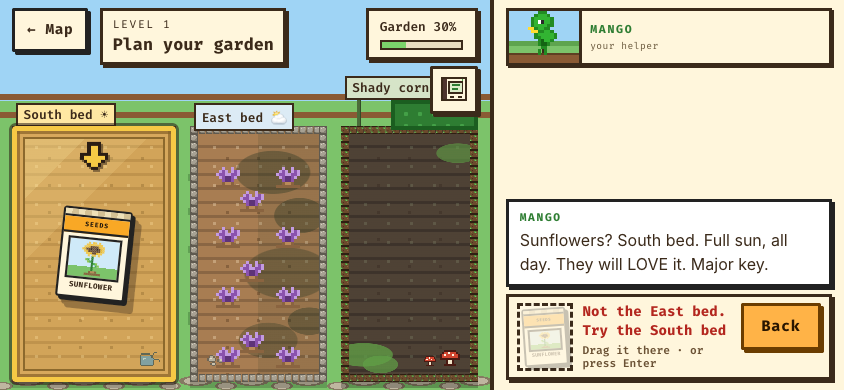 ← Map
LEVEL 1
Plan your garden
Garden 30%
South bed ☀
East bed
Shady corn
SEEDS
SUNFLOWER
MANGO
your helper
MANGO
Sunflowers? South bed. Full sun, all
day. They will LOVE it. Major key.
SEEDS
SUNFLOWER
Not the East bed.
Try the South bed
Drag it there · or
press Enter
Back